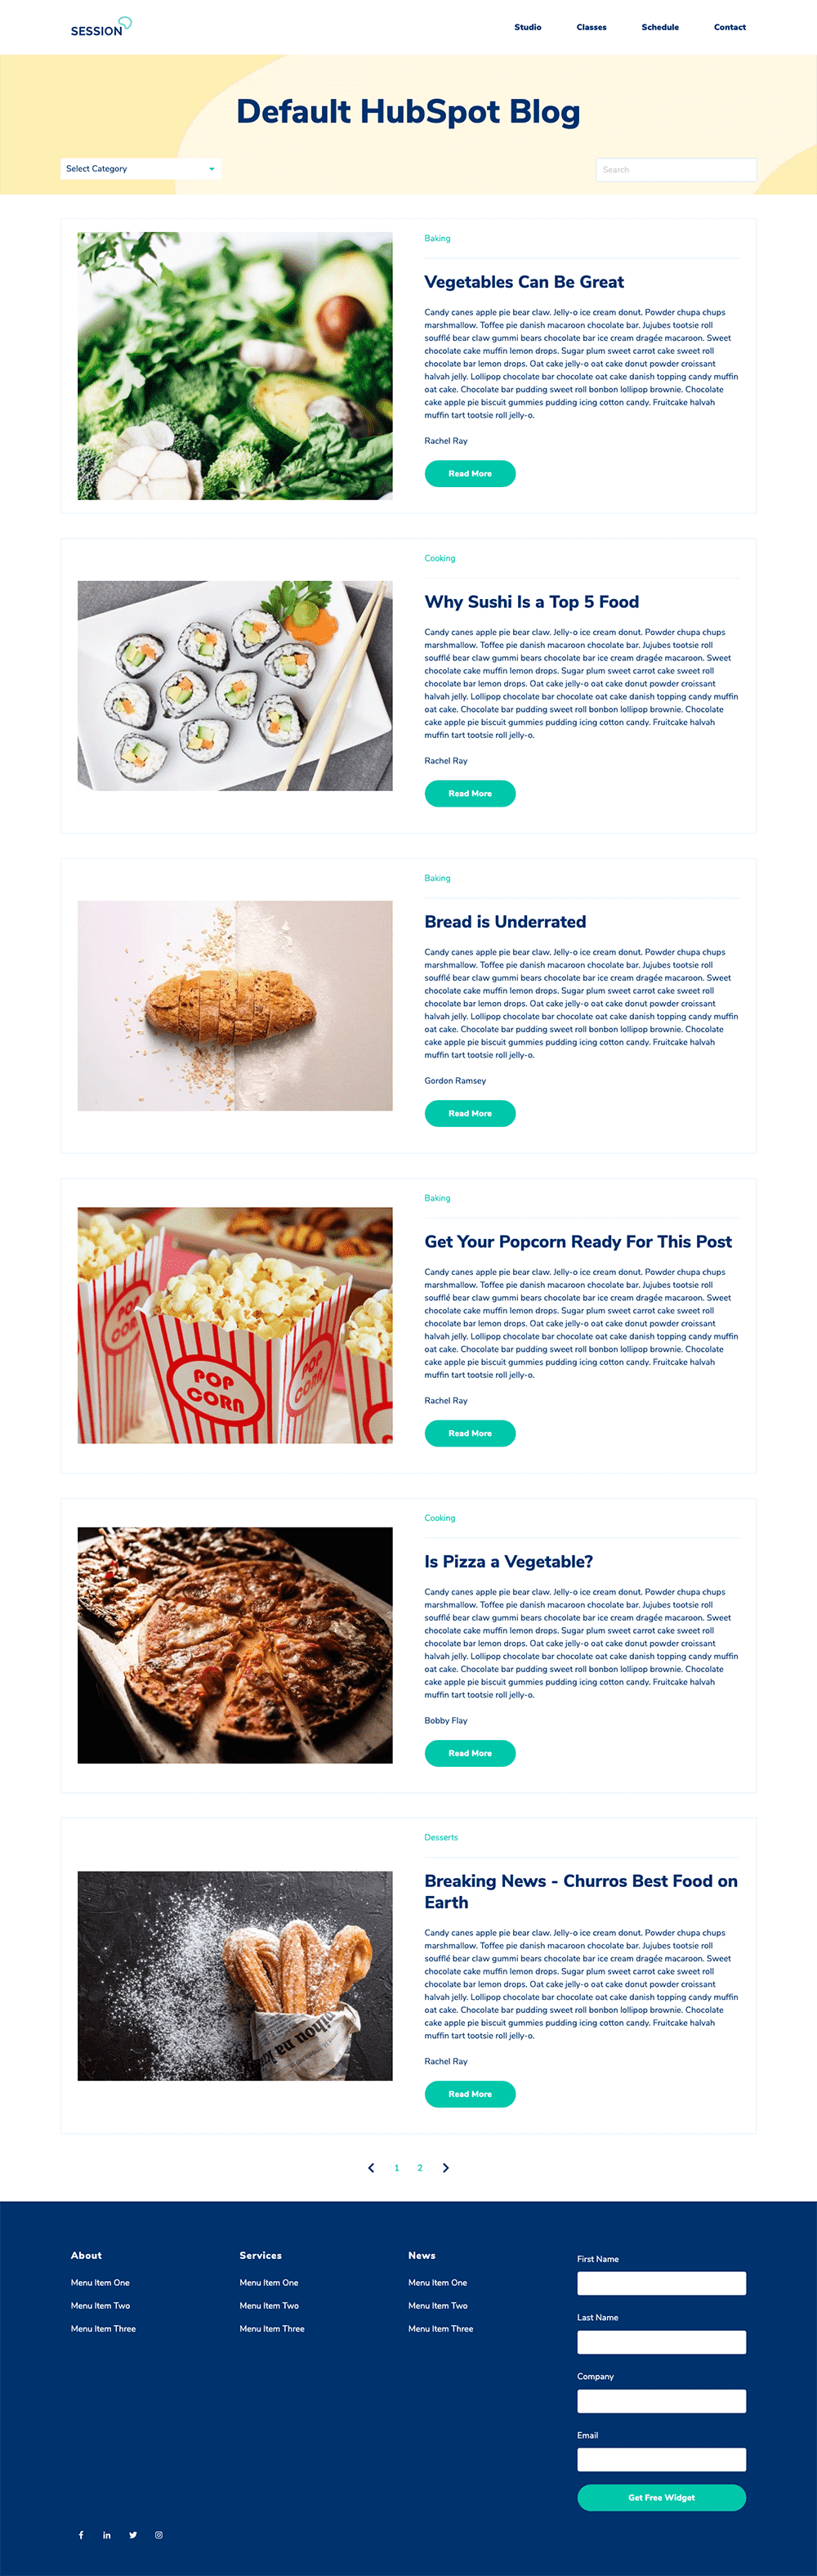 SESSION
Studio Classes Schedule Contact
Default HubSpot Blog
Select Category
Search
Baking
Vegetables Can Be Great
Candy canes apple pie bear claw. Jelly-o ice cream donut. Powder chupa chups
marshmallow. Toffee pie danish macaroon chocolate bar. Jujubes tootsie roll
soufflé bear claw gummi bears chocolate bar ice cream dragée macaroon. Sweet
chocolate cake muffin lemon drops. Sugar plum sweet carrot cake sweet roll
chocolate bar lemon drops. Oat cake jelly-o oat cake donut powder croissant
halvah jelly. Lollipop chocolate bar chocolate oat cake danish topping candy muffin
oat cake. Chocolate bar pudding sweet roll bonbon lollipop brownie. Chocolate
cake apple pie biscuit gummies pudding icing cotton candy. Fruitcake halvah
muffin tart tootsie roll jelly-o.
Rachel Ray
Read More
Cooking
Why Sushi Is a Top 5 Food
Candy canes apple pie bear claw. Jelly-o ice cream donut. Powder chupa chups
marshmallow. Toffee pie danish macaroon chocolate bar. Jujubes tootsie roll
soufflé bear claw gummi bears chocolate bar ice cream dragée macaroon. Sweet
chocolate cake muffin lemon drops. Sugar plum sweet carrot cake sweet roll
chocolate bar lemon drops. Oat cake jelly-o oat cake donut powder croissant
halvah jelly. Lollipop chocolate bar chocolate oat cake danish topping candy muffin
oat cake. Chocolate bar pudding sweet roll bonbon lollipop brownie. Chocolate
cake apple pie biscuit gummies pudding icing cotton candy. Fruitcake halvah
muffin tart tootsie roll jelly-o.
Rachel Ray
Read More
Baking
Bread is Underrated
Candy canes apple pie bear claw. Jelly-o ice cream donut. Powder chupa chups
marshmallow. Toffee pie danish macaroon chocolate bar. Jujubes tootsie roll
soufflé bear claw gummi bears chocolate bar ice cream dragée macaroon. Sweet
chocolate cake muffin lemon drops. Sugar plum sweet carrot cake sweet roll
chocolate bar lemon drops. Oat cake jelly-o oat cake donut powder croissant
halvah jelly. Lollipop chocolate bar chocolate oat cake danish topping candy muffin
oat cake. Chocolate bar pudding sweet roll bonbon lollipop brownie. Chocolate
cake apple pie biscuit gummies pudding icing cotton candy. Fruitcake halvah
muffin tart tootsie roll jelly-o.
Gordon Ramsey
Read More
POP
CORN
Baking
Get Your Popcorn Ready For This Post
Candy canes apple pie bear claw. Jelly-o ice cream donut. Powder chupa chups
marshmallow. Toffee pie danish macaroon chocolate bar. Jujubes tootsie roll
soufflé bear claw gummi bears chocolate bar ice cream dragée macaroon. Sweet
chocolate cake muffin lemon drops. Sugar plum sweet carrot cake sweet roll
chocolate bar lemon drops. Oat cake jelly-o oat cake donut powder croissant
halvah jelly. Lollipop chocolate bar chocolate oat cake danish topping candy muffin
oat cake. Chocolate bar pudding sweet roll bonbon lollipop brownie. Chocolate
cake apple pie biscuit gummies pudding icing cotton candy. Fruitcake halvah
muffin tart tootsie roll jelly-o.
Rachel Ray
Read More
Cooking
Is Pizza a Vegetable?
Candy canes apple pie bear claw. Jelly-o ice cream donut. Powder chupa chups
marshmallow. Toffee pie danish macaroon chocolate bar. Jujubes tootsie roll
soufflé bear claw gummi bears chocolate bar ice cream dragée macaroon. Sweet
chocolate cake muffin lemon drops. Sugar plum sweet carrot cake sweet roll
chocolate bar lemon drops. Oat cake jelly-o oat cake donut powder croissant
halvah jelly. Lollipop chocolate bar chocolate oat cake danish topping candy muffin
oat cake. Chocolate bar pudding sweet roll bonbon lollipop brownie. Chocolate
cake apple pie biscuit gummies pudding icing cotton candy. Fruitcake halvah
muffin tart tootsie roll jelly-o.
Bobby Flay
Read More
Desserts
Breaking News - Churros Best Food on
Earth
Candy canes apple pie bear claw. Jelly-o ice cream donut. Powder chupa chups
marshmallow. Toffee pie danish macaroon chocolate bar. Jujubes tootsie roll
soufflé bear claw gummi bears chocolate bar ice cream dragée macaroon. Sweet
chocolate cake muffin lemon drops. Sugar plum sweet carrot cake sweet roll
chocolate bar lemon drops. Oat cake jelly-o oat cake donut powder croissant
halvah jelly. Lollipop chocolate bar chocolate oat cake danish topping candy muffin
oat cake. Chocolate bar pudding sweet roll bonbon lollipop brownie. Chocolate
cake apple pie biscuit gummies pudding icing cotton candy. Fruitcake halvah
muffin tart tootsie roll jelly-o.
Rachel Ray
Read More
1 2
About
Menu Item One
Menu Item Two
Menu Item Three
Services
Menu Item One
Menu Item Two
Menu Item Three
News
Menu Item One
Menu Item Two
Menu Item Three
First Name
Last Name
Company
Email
Get Free Widget